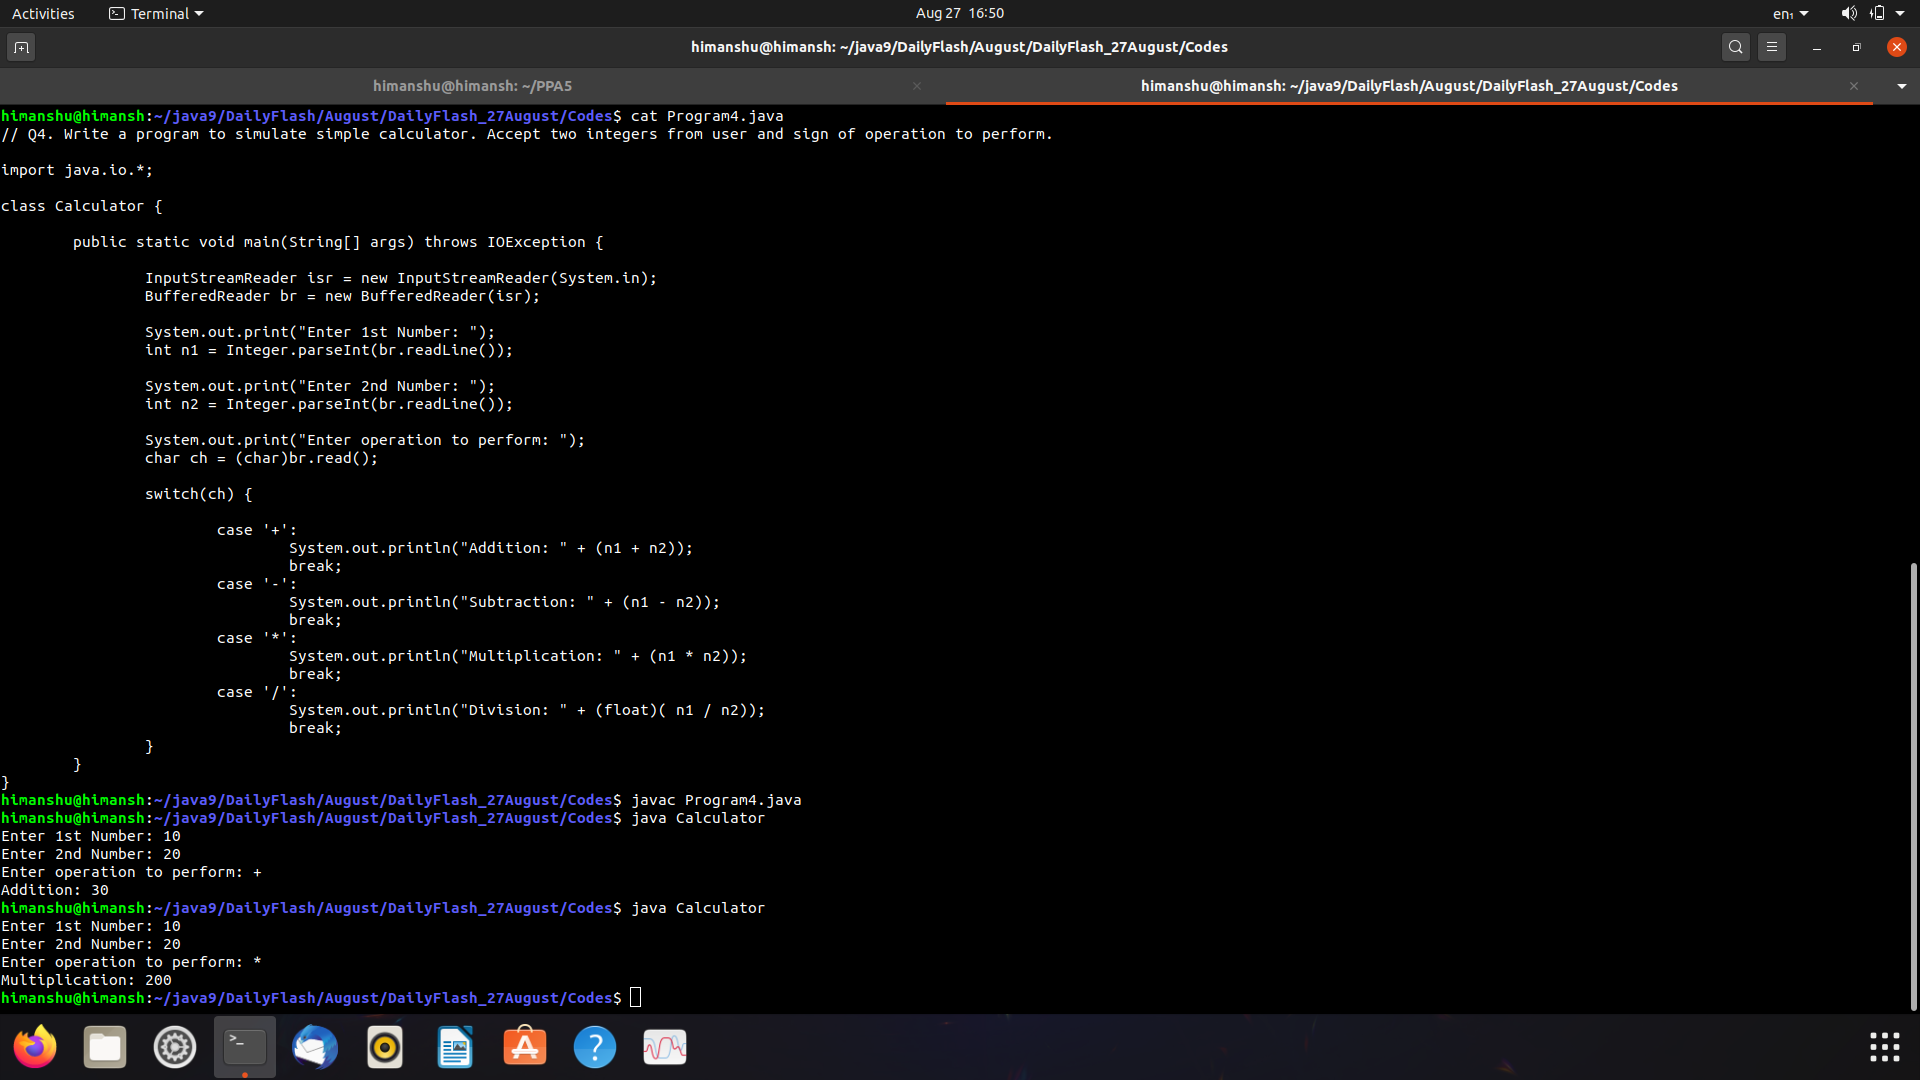 Activities
Terminal
Aug 27 16:50
en₁
himanshu@himansh: ~/java9/DailyFlash/August/DailyFlash_27August/Codes
himanshu@himansh: ~/PPA5
himanshu@himansh: ~/java9/DailyFlash/August/DailyFlash_27August/Codes
himanshu@himansh:~/java9/DailyFlash/August/DailyFlash_27August/Codes$ cat Program4.java
// Q4. Write a program to simulate simple calculator. Accept two integers from user and sign of operation to perform.
import java.io.*;
class Calculator {
public static void main(String[] args) throws IOException {
InputStreamReader isr = new InputStreamReader(System.in);
BufferedReader br = new BufferedReader(isr);
System.out.print("Enter 1st Number: ");
int n1 = Integer.parseInt(br.readLine());
System.out.print("Enter 2nd Number: ");
int n2 = Integer.parseInt(br.readLine());
System.out.print("Enter operation to perform: ");
char ch = (char)br.read();
switch(ch) {
case '+':
System.out.println("Addition: " + (n1 + n2));
break;
case '-':
System.out.println("Subtraction: " + (n1 - n2));
break;
case '*':
System.out.println("Multiplication: " + (n1 * n2));
break;
case '/':
System.out.println("Division: " + (float)( n1 / n2));
break;
}
}
}
himanshu@himansh:~/java9/DailyFlash/August/DailyFlash_27August/Codes$ javac Program4.java
himanshu@himansh:~/java9/DailyFlash/August/DailyFlash_27August/Codes$ java Calculator
Enter 1st Number: 10
Enter 2nd Number: 20
Enter operation to perform: +
Addition: 30
himanshu@himansh:~/java9/DailyFlash/August/DailyFlash_27August/Codes$ java Calculator
Enter 1st Number: 10
Enter 2nd Number: 20
Enter operation to perform: *
Multiplication: 200
himanshu@himansh:~/java9/DailyFlash/August/DailyFlash_27August/Codes$